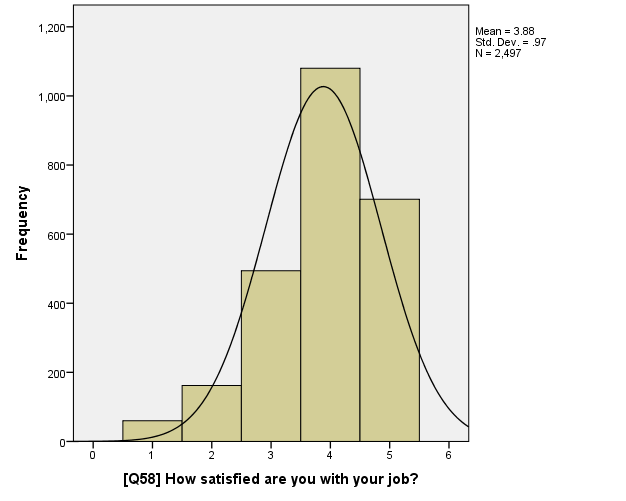 Mean = 3.88
Std. Dev. = .97
N = 2,497
Frequency
1,200
1,000
800
600
400
200
0
0 1 2 3 4 5 6
[Q58] How satisfied are you with your job?